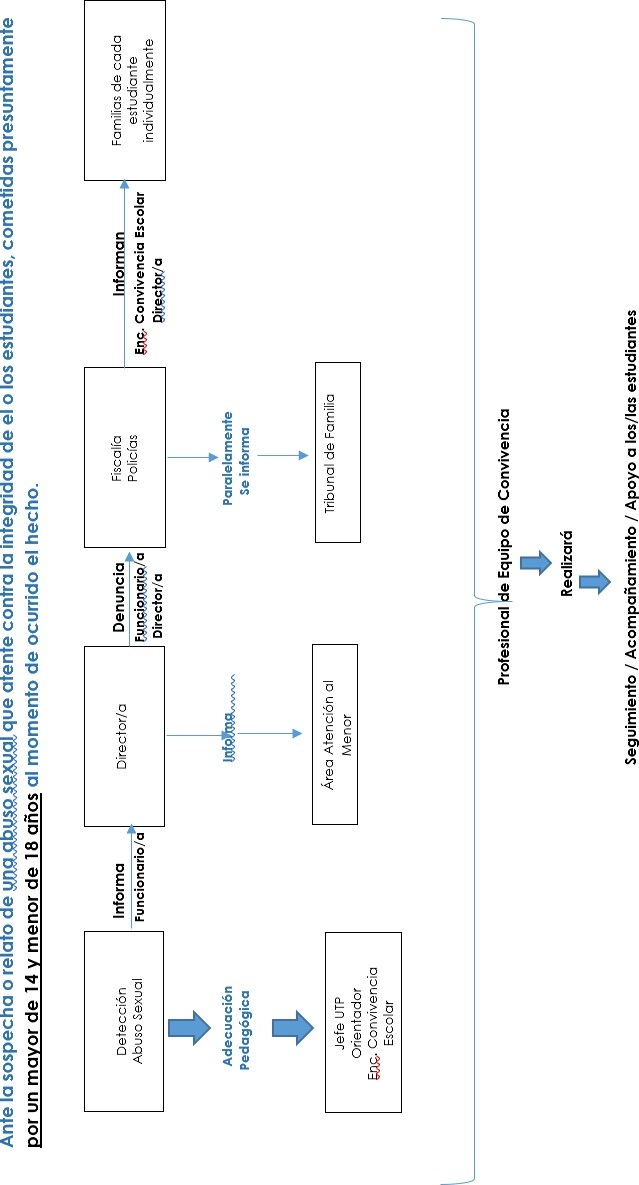 Ante la sospecha o relato de una abuso sexual que atente contra la integridad de el o los estudiantes, cometidas presuntamente
por un mayor de 14 y menor de 18 años al momento de ocurrido el hecho.
Detección
Abuso Sexual
Informa
Funcionario/a
Director/a
Denuncia
Funcionario/a
Director/a
Fiscalía
Policías
Informan
Enc. Convivencia Escolar
Director/a
Familias de cada
estudiante
individualmente
Adecuación
Pedagógica
Informa
Paralelamente
Se informa
Jefe UTP
Orientador
Enc. Convivencia
Escolar
Área Atención al
Menor
Tribunal de Familia
Profesional de Equipo de Convivencia
Realizará
Seguimiento / Acompañamiento / Apoyo a los/las estudiantes